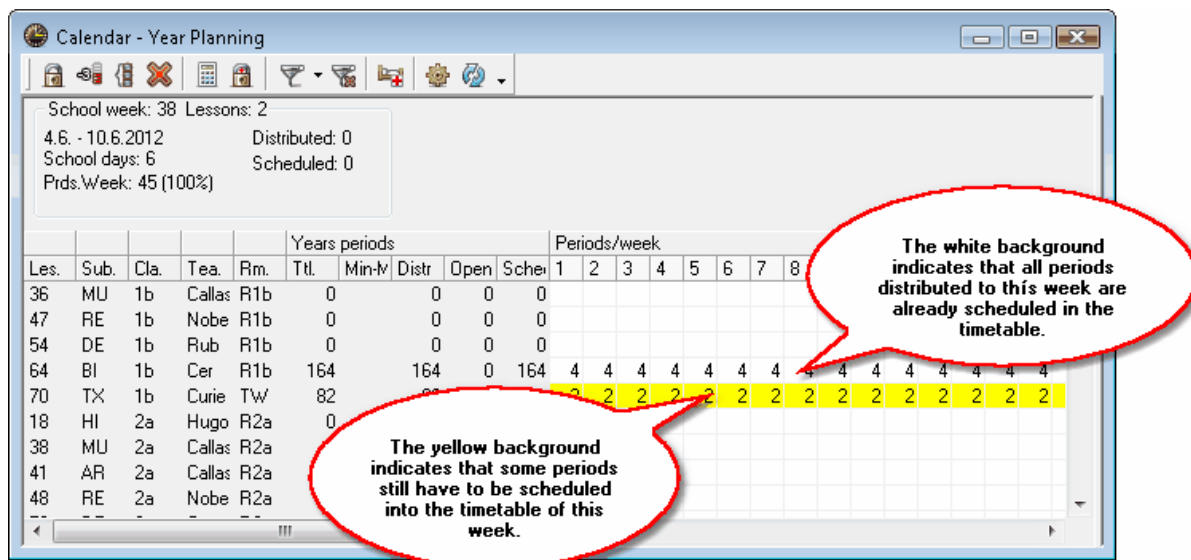 Calendar - Year Planning
School week: 38 Lessons: 2
4.6. - 10.6.2012 Distributed: 0
School days: 6 Scheduled: 0
Prds.Week: 45 (100%)
Years periods Periods/week
Les. Sub. Cla. Tea. Rm. Ttl. Min-M Distr Open Schei 1 2 3 4 5 6 7 8
36 MU 1b Callas R1b 0 0 0 0
47 RE 1b Nobe R1b 0 0 0 0
54 DE 1b Rub R1b 0 0 0 0
64 BI 1b Cer R1b 164 164 0 164 4 4 4 4 4 4 4 4 4 4 4 4 4 4 4
70 TX 1b Curie TW 82 2 2 2 2 2 2 2 2 2 2 2 2 2 2 2
18 HI 2a Hugo R2a 0
38 MU 2a Callas R2a
41 AR 2a Callas R2a
48 RE 2a Nobe R2a
The white background
indicates that all periods
distributed to this week are
already scheduled in the
timetable.
The yellow background
indicates that some periods
still have to be scheduled
into the timetable of this
week.